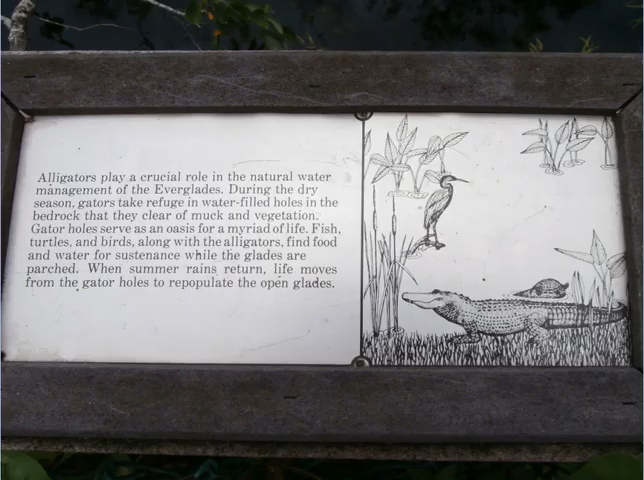 Alligators play a crucial role in the natural water
management of the Everglades. During the dry
season, gators take refuge in water-filled holes in the
bedrock that they clear of muck and vegetation.
Gator holes serve as an oasis for a myriad of life. Fish,
turtles, and birds, along with the alligators, find food
and water for sustenance while the glades are
parched. When summer rains return, life moves
from the gator holes to repopulate the open glades.